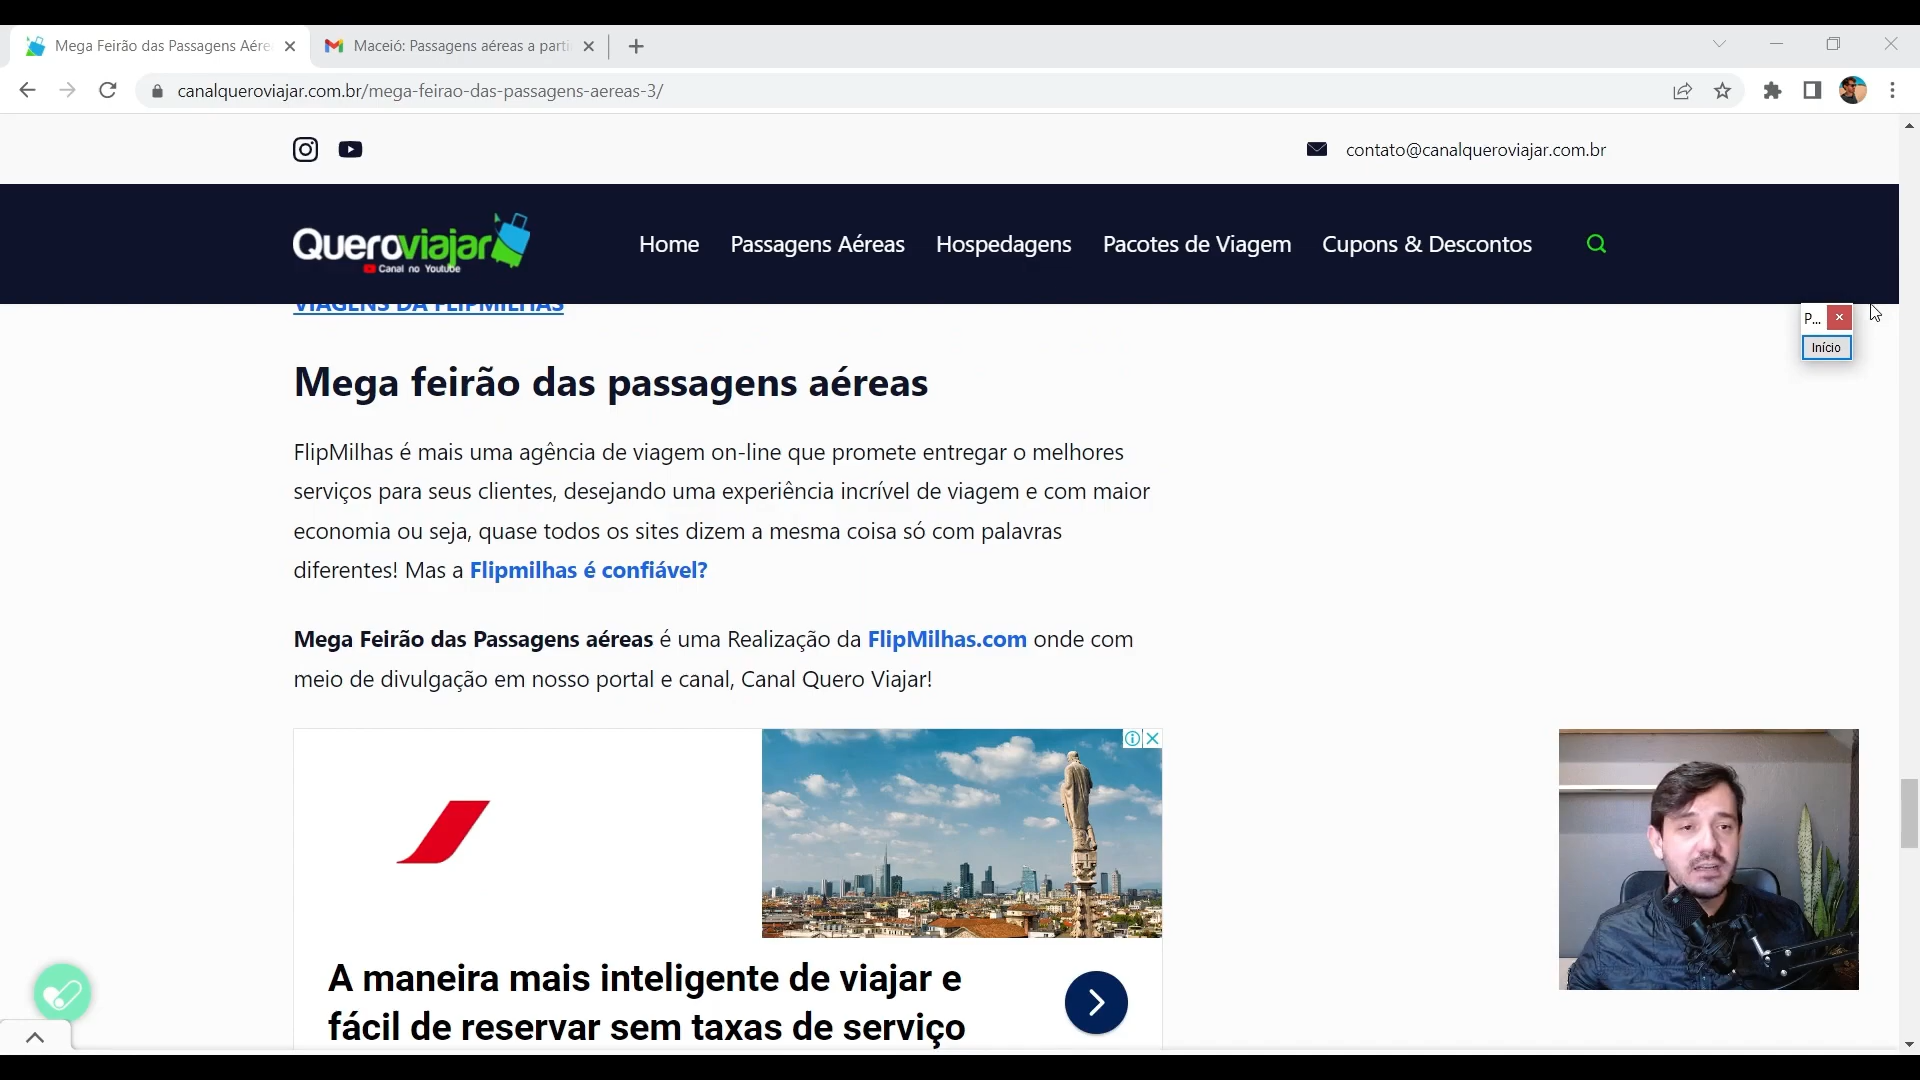 Mega Feirão das Passagens Aére
Maceió: Passagens aéreas a parti
canalqueroviajar.com.br/mega-feirao-das-passagens-aereas-3/
contato@canalqueroviajar.com.br
Queroviajar
Canal no Youtube
Home
Passagens Aéreas
Hospedagens
Pacotes de Viagem
Cupons & Descontos
VIAGENS DA FLIPMILHAS
P...
Início
Mega feirão das passagens aéreas
FlipMilhas é mais uma agência de viagem on-line que promete entregar o melhores
serviços para seus clientes, desejando uma experiência incrível de viagem e com maior
economia ou seja, quase todos os sites dizem a mesma coisa só com palavras
diferentes! Mas a Flipmilhas é confiável?
Mega Feirão das Passagens aéreas é uma Realização da FlipMilhas.com onde com
meio de divulgação em nosso portal e canal, Canal Quero Viajar!
A maneira mais inteligente de viajar e
fácil de reservar sem taxas de serviço